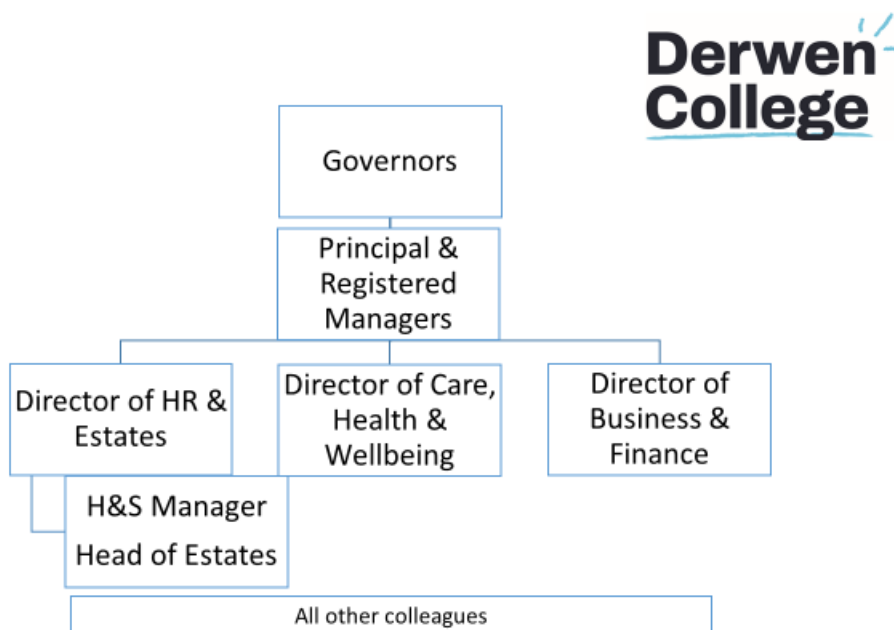 Derwen
College
Governors
Principal &
Registered
Managers
Director of HR &
Estates
Director of Care,
Health &
Wellbeing
Director of
Business &
Finance
H&S Manager
Head of Estates
All other colleagues